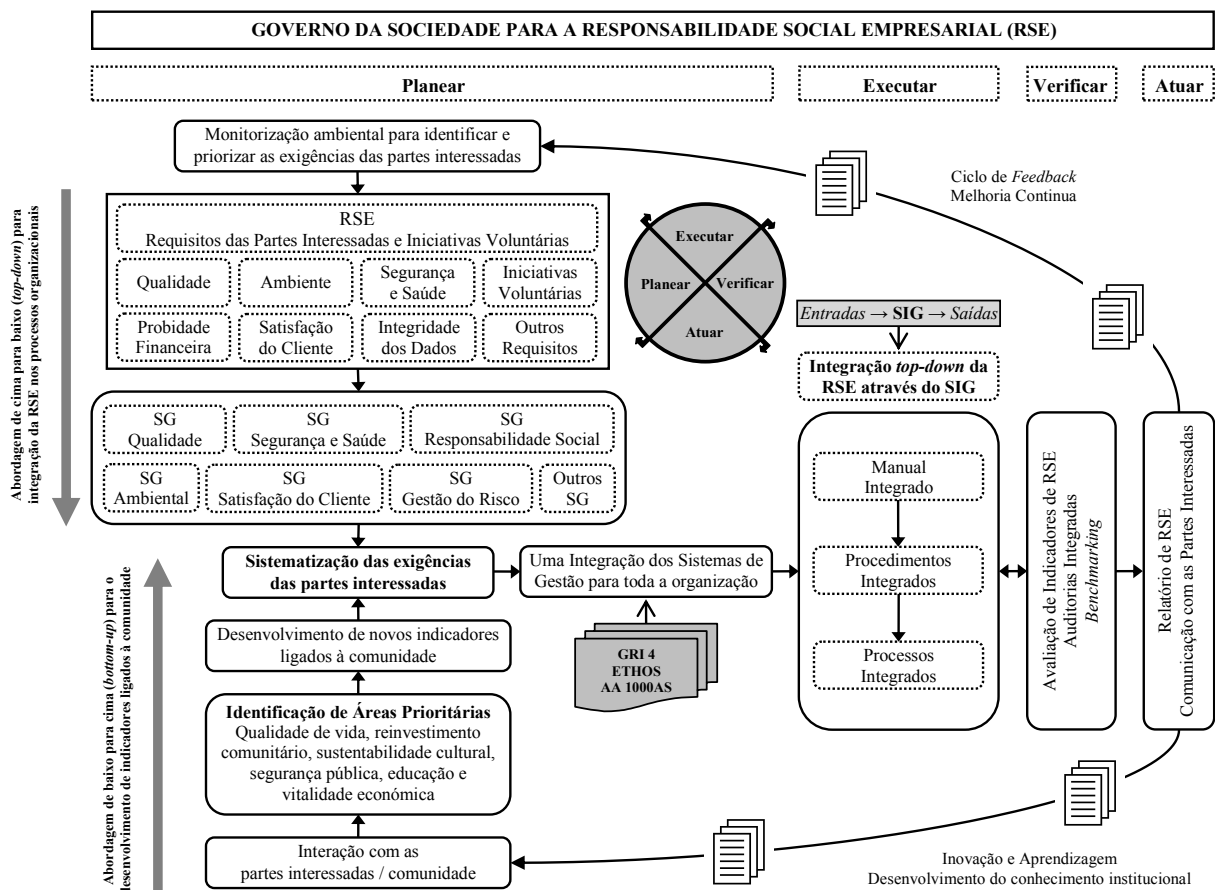 GOVERNO DA SOCIEDADE PARA A RESPONSABILIDADE SOCIAL EMPRESARIAL (RSE)
Planear
Executar
Verificar
Atuar
Monitorização ambiental para identificar e
priorizar as exigências das partes interessadas
Ciclo de Feedback
Melhoria Continua
Abordagem de cima para baixo (top-down) para
integração da RSE nos processos organizacionais
RSE
Requisitos das Partes Interessadas e Iniciativas Voluntárias
Qualidade
Ambiente
Segurança
e Saúde
Iniciativas
Voluntárias
Probidade
Financeira
Satisfação
do Cliente
Integridade
dos Dados
Outros
Requisitos
Executar
Planear
Verificar
Atuar
Entradas → SIG → Saídas
Integração top-down da
RSE através do SIG
SG
Qualidade
SG
Segurança e Saúde
SG
Responsabilidade Social
SG
Ambiental
SG
Satisfação do Cliente
SG
Gestão do Risco
Outros
SG
Sistematização das exigências
das partes interessadas
Uma Integração dos Sistemas de
Gestão para toda a organização
GRI 4
ETHOS
AA 1000AS
Manual
Integrado
Procedimentos
Integrados
Processos
Integrados
Avaliação de Indicadores de RSE
Auditorias Integradas
Benchmarking
Relatório de RSE
Comunicação com as Partes Interessadas
Abordagem de baixo para cima (bottom-up) para o
desenvolvimento de indicadores ligados à comunidade
Desenvolvimento de novos indicadores
ligados à comunidade
Identificação de Áreas Prioritárias
Qualidade de vida, reinvestimento
comunitário, sustentabilidade cultural,
segurança pública, educação e
vitalidade económica
Interação com as
partes interessadas / comunidade
Inovação e Aprendizagem
Desenvolvimento do conhecimento institucional